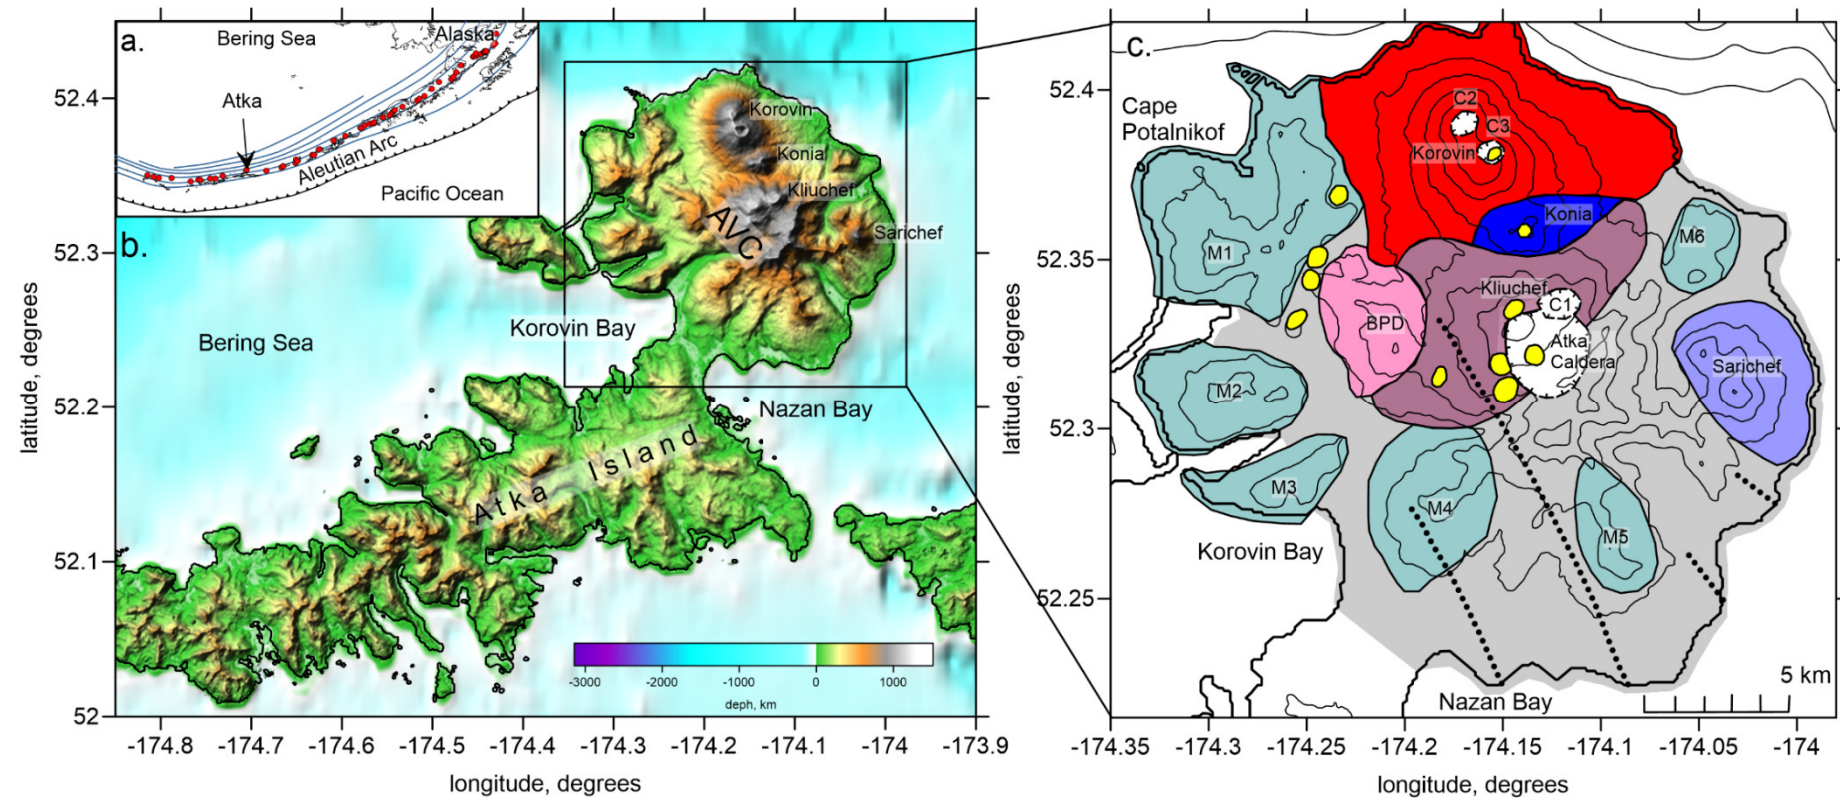 a.
Bering Sea
Alaska
Atka
Aleutian Arc
Pacific Ocean
b.
Korovin
Konia
Kliuchef
AVC
Sarichef
Bering Sea
Korovin Bay
Nazan Bay
Atka Island
-3000
-2000
-1000
0
1000
deph, km
52.4
52.3
52.2
52.1
52
latitude, degrees
-174.8
-174.7
-174.6
-174.5
-174.4
-174.3
-174.2
-174.1
-174
-173.9
longitude, degrees
c.
Cape
Potalnikof
C2
C3
Korovin
Konia
M1
M6
Kliuchef
C1
BPD
Atka
Caldera
Sarichef
M2
M3
M4
M5
Korovin Bay
Nazan Bay
5 km
52.4
52.35
52.3
52.25
latitude, degrees
-174.35
-174.3
-174.25
-174.2
-174.15
-174.1
-174.05
-174
longitude, degrees